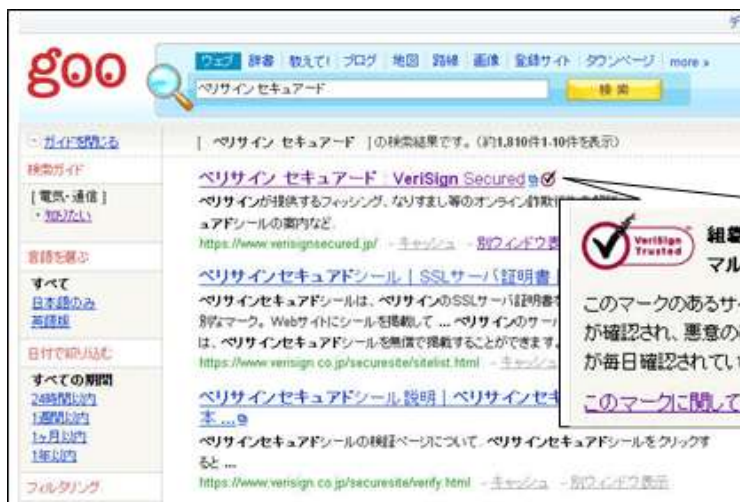 goo
ウェブ 辞書 教えて! ブログ 地図 路線 画像 登録サイト タウンページ more »
ベリサイン セキュアード
検索
ガイドを閉じる
検索ガイド
[ 電気・通信 ]
・知りたい
言語を選ぶ
すべて
日本語のみ
英語版
日付で絞り込む
すべての期間
24時間以内
1週間以内
1ヶ月以内
1年以内
フィルタリング
[ ベリサイン セキュアード ]の検索結果です。(約1,810件1-10件を表示)
ベリサイン セキュアード : VeriSign Secured
ベリサインが提供するフィッシング、なりすまし等のオンライン詐欺
ュアドシールの案内など.
https://www.verisignsecured.jp/ - キャッシュ - 別ウィンドウ表
ベリサインセキュアドシール | SSLサーバ証明書 |
ベリサインセキュアドシールは、ベリサインのSSLサーバ証明書を
別なマーク。Webサイトにシールを掲載して ... ベリサインのサー
は、ベリサインセキュアドシールを無償で掲載することができます。
https://www.verisign.co.jp/securesite/sitelist.html - キャッシュ
ベリサインセキュアドシール 説明 | ベリサインセキ
本 ...
ベリサインセキュアドシールの検証ページについて. ベリサインセキュアドシールをクリックす
ると ...
https://www.verisign.co.jp/securesite/verify.html - キャッシュ - 別ウィンドウ表示
VeriSign
Trusted
組
マル
このマークのあるサ
が確認され、悪意の
が毎日確認されてい
このマークに関して